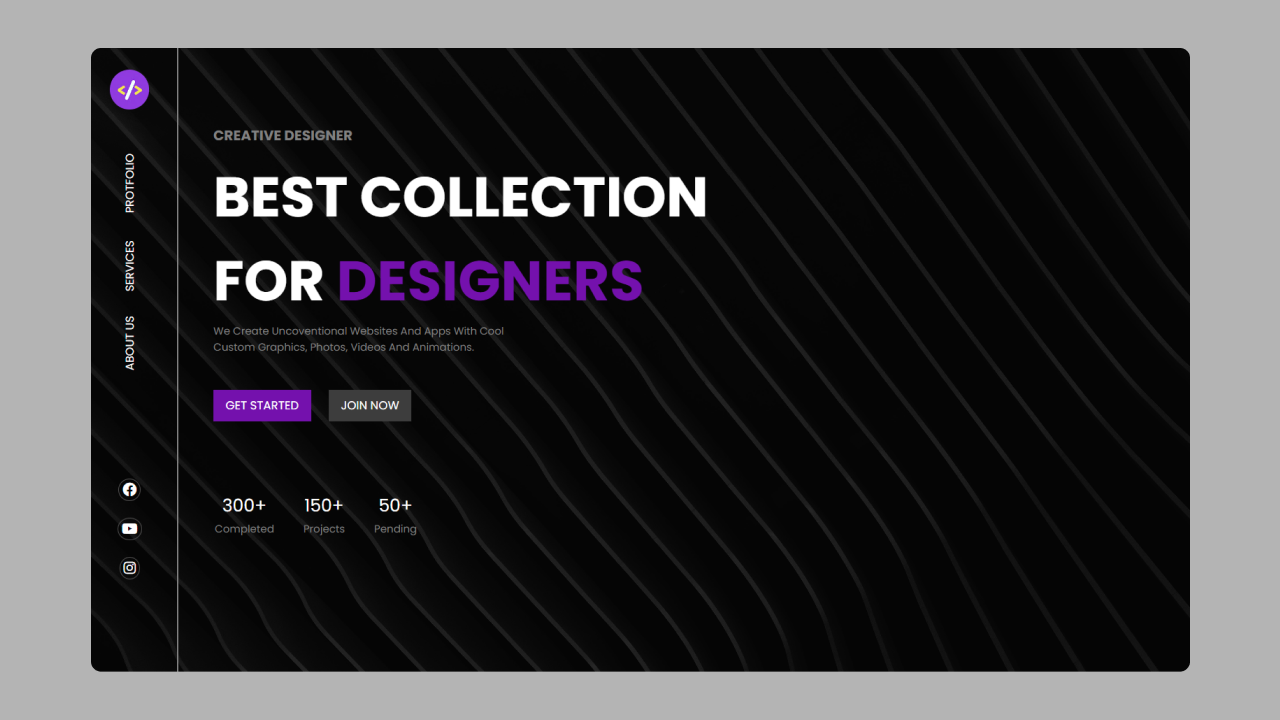 </>
PROTFOLIO
SERVICES
ABOUT US
CREATIVE DESIGNER
BEST COLLECTION
FOR DESIGNERS
We Create Uncoventional Websites And Apps With Cool
Custom Graphics, Photos, Videos And Animations.
GET STARTED JOIN NOW
300+ 150+ 50+
Completed Projects Pending